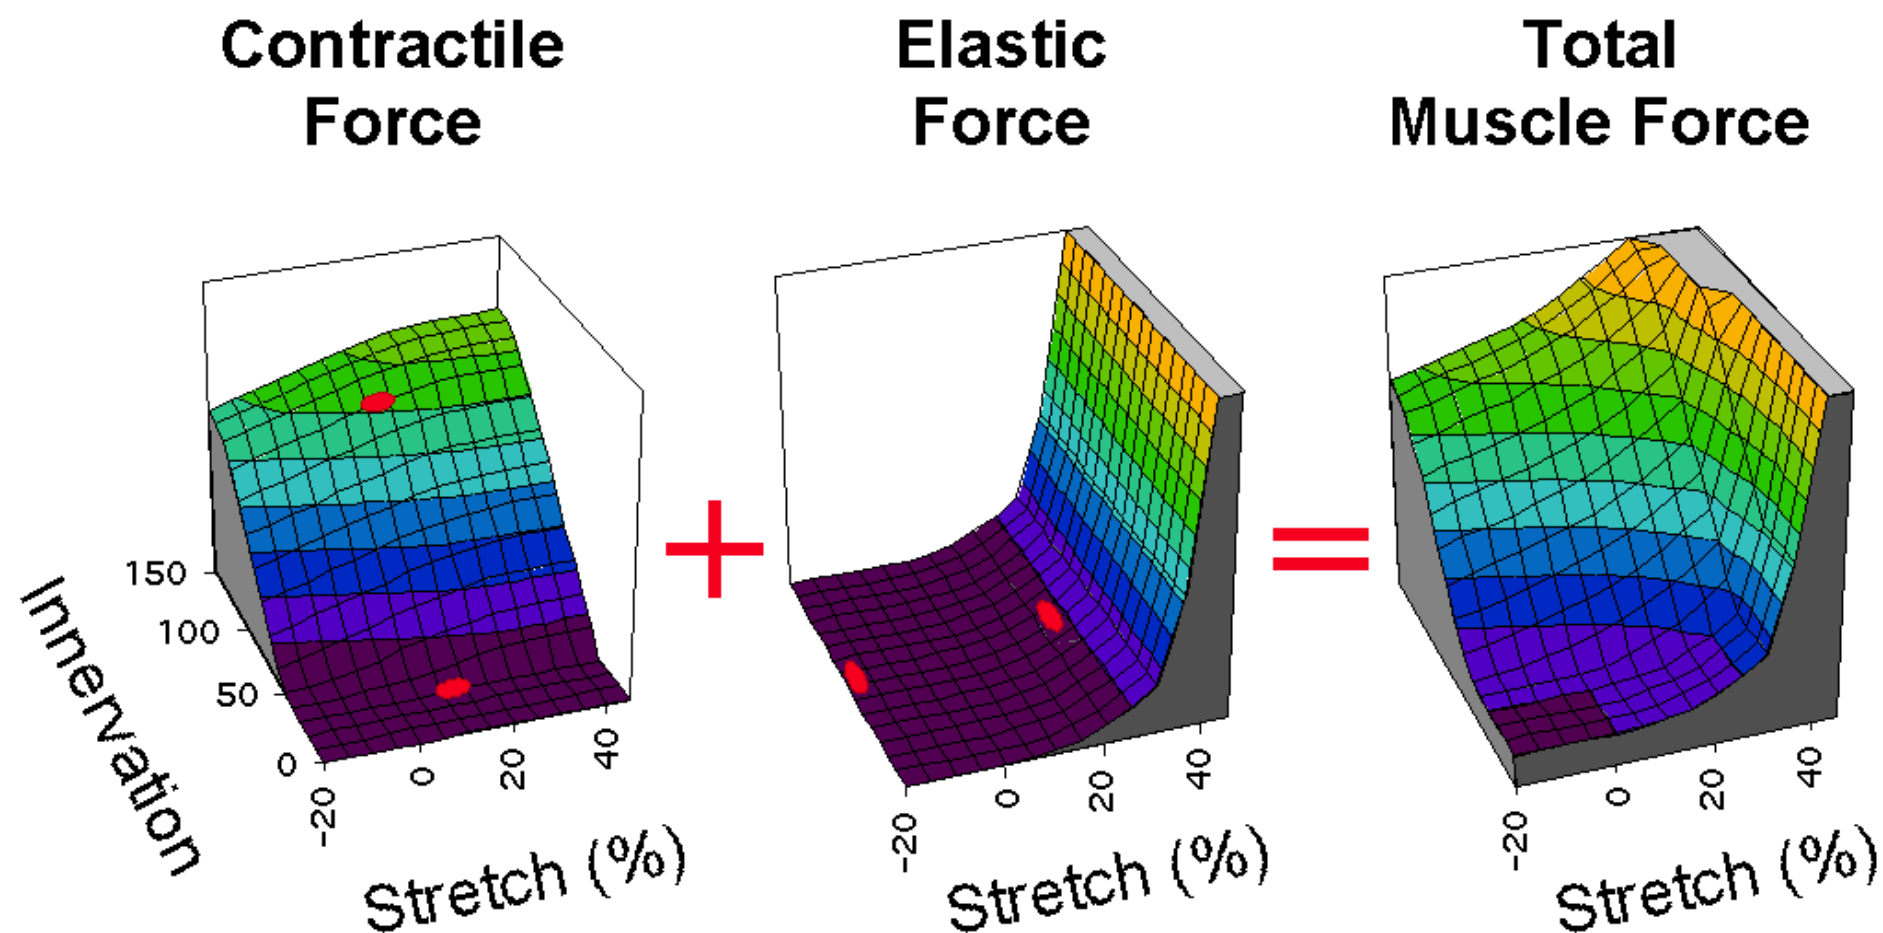 Contractile
Force
Elastic
Force
Total
Muscle Force
+
=
150
100
50
0
Innervation
-20
0
20
40
Stretch (%)
-20
0
20
40
Stretch (%)
-20
0
20
40
Stretch (%)